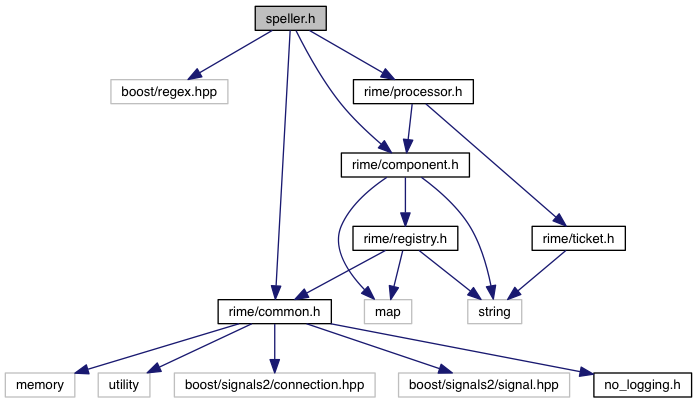 speller.h
boost/regex.hpp
rime/processor.h
rime/component.h
rime/registry.h
rime/ticket.h
rime/common.h
map
string
memory
utility
boost/signals2/connection.hpp
boost/signals2/signal.hpp
no_logging.h